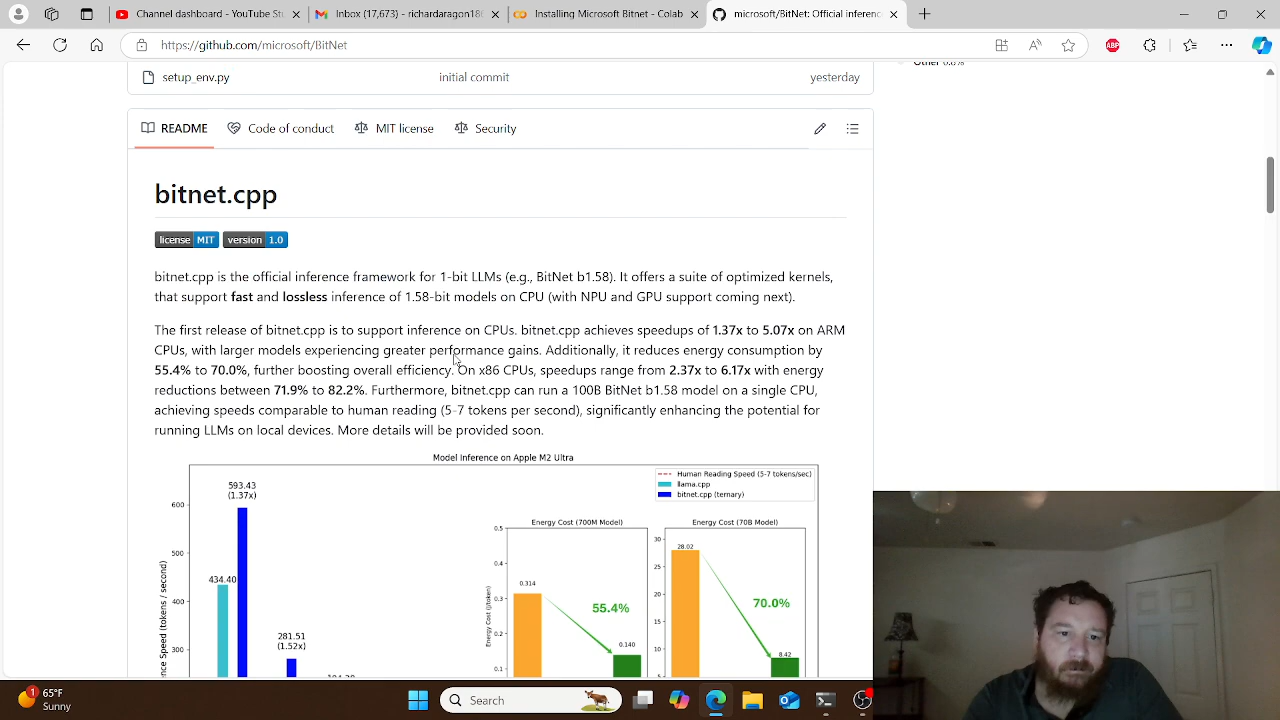 Channel dashboard - YouTube St
Inbox (17,673) - richardaragon18(
Installing Microsoft Bitnet - Colab
microsoft/BitNet: Official inferenc
https://github.com/microsoft/BitNet
ABP
setup_env.py
initial commit
yesterday
Other 0.6%
README
Code of conduct
MIT license
Security
bitnet.cpp
license MIT
version 1.0
bitnet.cpp is the official inference framework for 1-bit LLMs (e.g., BitNet b1.58). It offers a suite of optimized kernels,
that support fast and lossless inference of 1.58-bit models on CPU (with NPU and GPU support coming next).
The first release of bitnet.cpp is to support inference on CPUs. bitnet.cpp achieves speedups of 1.37x to 5.07x on ARM
CPUs, with larger models experiencing greater performance gains. Additionally, it reduces energy consumption by
55.4% to 70.0%, further boosting overall efficiency. On x86 CPUs, speedups range from 2.37x to 6.17x with energy
reductions between 71.9% to 82.2%. Furthermore, bitnet.cpp can run a 100B BitNet b1.58 model on a single CPU,
achieving speeds comparable to human reading (5-7 tokens per second), significantly enhancing the potential for
running LLMs on local devices. More details will be provided soon.
Model Inference on Apple M2 Ultra
Human Reading Speed (5-7 tokens/sec)
llama.cpp
bitnet.cpp (ternary)
600
500
400
300
ence Speed (tokens / second)
434.40
593.43
(1.37x)
281.51
(1.52x)
Energy Cost (700M Model)
0.5
0.4
0.3
0.2
0.1
Energy Cost (J/token)
0.314
55.4%
0.140
Energy Cost (70B Model)
30
25
20
15
10
5
28.02
70.0%
8.42
1
65°F
Sunny
Search